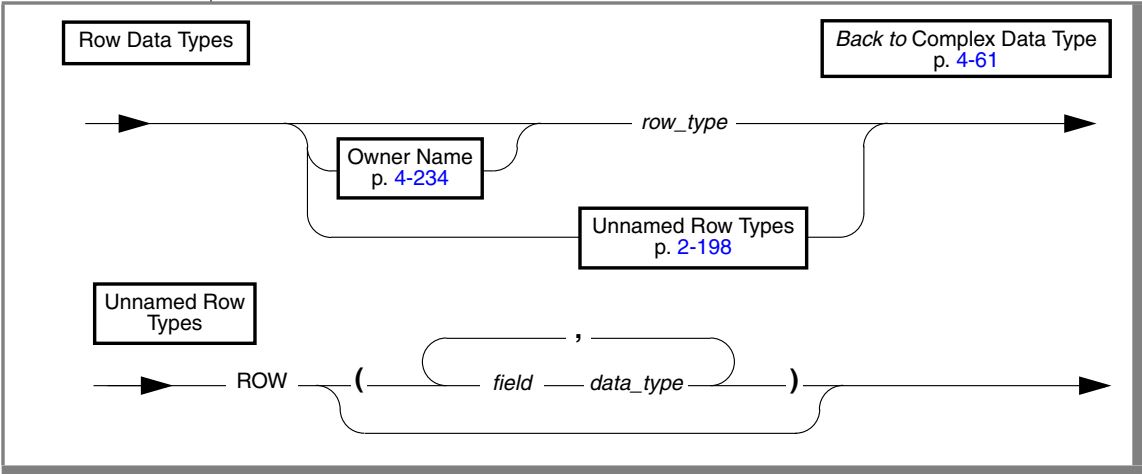 Row Data Types
Back to Complex Data Type
p. 4-61
row_type
Owner Name
p. 4-234
Unnamed Row Types
p. 2-198
Unnamed Row
Types
,
ROW ( field data_type )